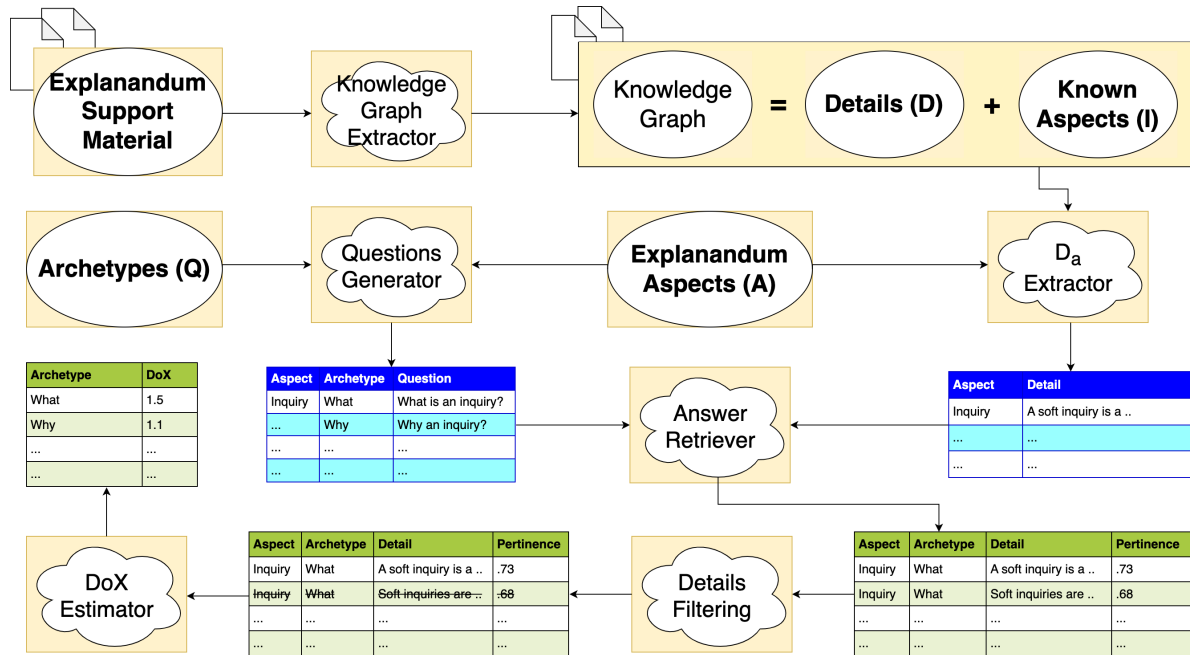 Explanandum
Support
Material
Knowledge
Graph
Extractor
Knowledge
Graph
=
Details (D)
+
Known
Aspects (I)
Archetypes (Q)
Questions
Generator
Explanandum
Aspects (A)
Da
Extractor
Archetype DoX
What 1.5
Why 1.1
... ...
... ...
Aspect Archetype Question
Inquiry What What is an inquiry?
... Why Why an inquiry?
... ... ...
... ... ...
Answer
Retriever
Aspect Detail
Inquiry A soft inquiry is a ..
... ...
... ...
DoX
Estimator
Aspect Archetype Detail Pertinence
Inquiry What A soft inquiry is a .. .73
Inquiry What Soft inquiries are .. .68
... ... ... ...
... ... ... ...
Details
Filtering
Aspect Archetype Detail Pertinence
Inquiry What A soft inquiry is a .. .73
Inquiry What Soft inquiries are .. .68
... ... ... ...
... ... ... ...